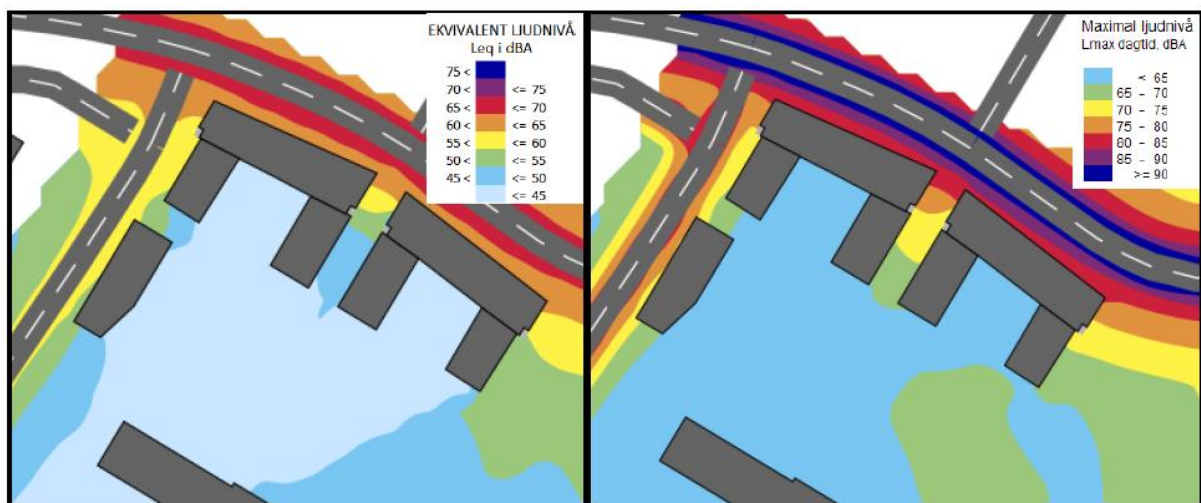 EKVIVALENT LJUDNIVÅ
Leq i dBA
75 <
70 < <= 75
65 < <= 70
60 < <= 65
55 < <= 60
50 < <= 55
45 < <= 50
<= 45
Maximal ljudnivå
Lmax dagtid, dBA
< 65
65 - 70
70 - 75
75 - 80
80 - 85
85 - 90
>= 90